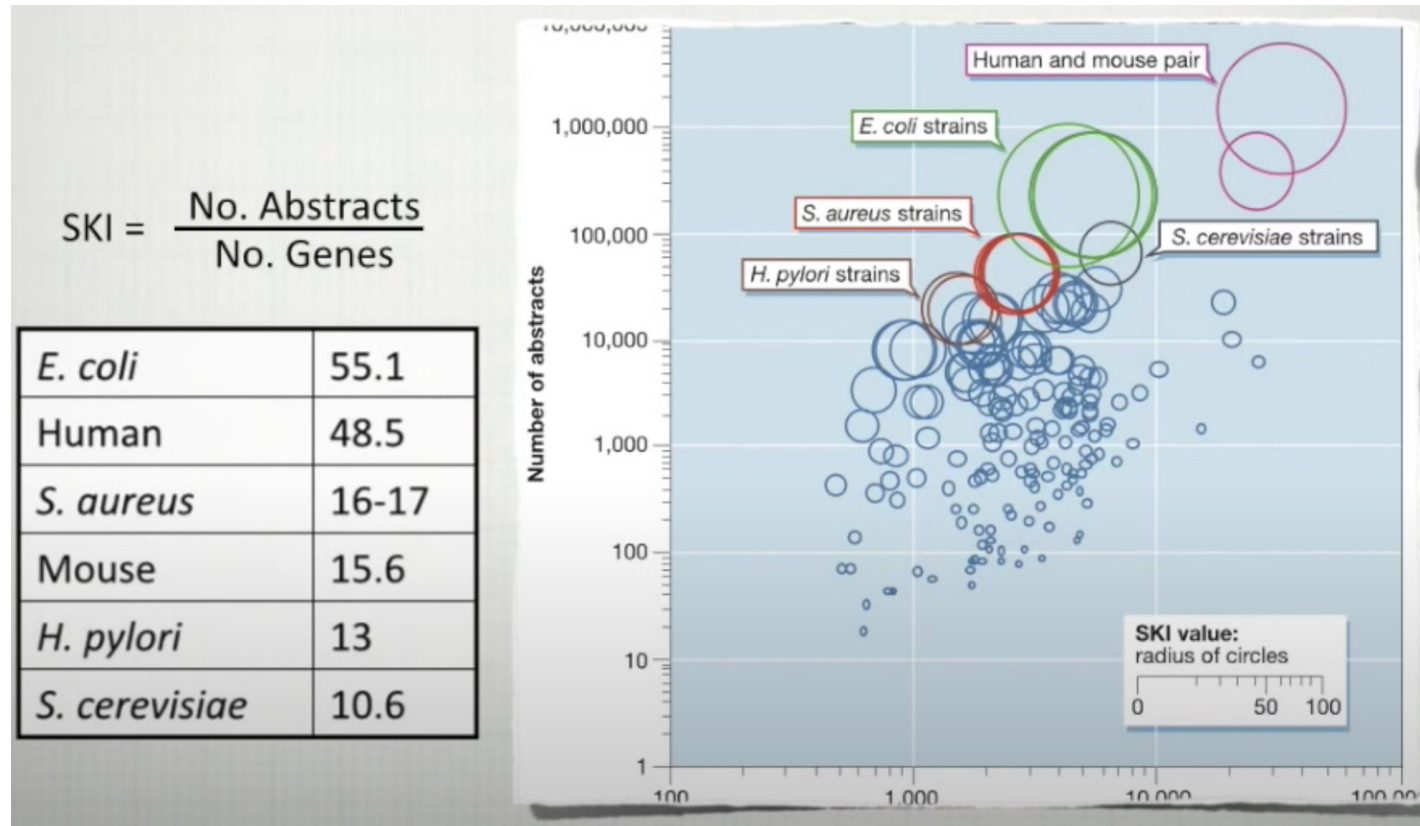 SKI = No. Abstracts
No. Genes
E. coli 55.1
Human 48.5
S. aureus 16-17
Mouse 15.6
H. pylori 13
S. cerevisiae 10.6
Human and mouse pair
E. coli strains
S. aureus strains
S. cerevisiae strains
H. pylori strains
Number of abstracts
10,000,000
1,000,000
100,000
10,000
1,000
100
10
1
SKI value:
radius of circles
0 50 100
100 1,000 10,000